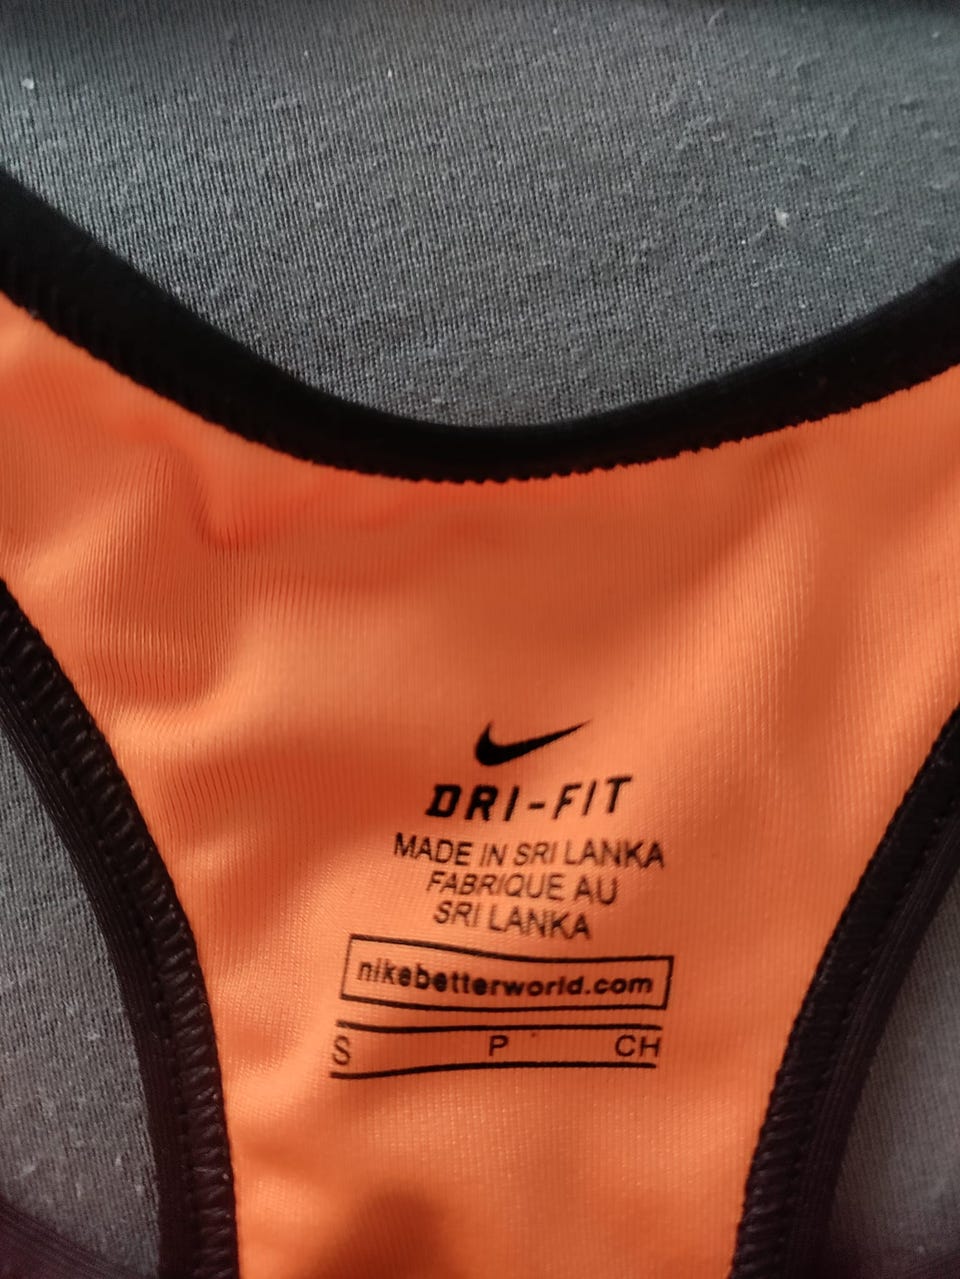 DRI-FIT
MADE IN SRI LANKA
FABRIQUE AU
SRI LANKA
nikebetterworld.com
S P CH